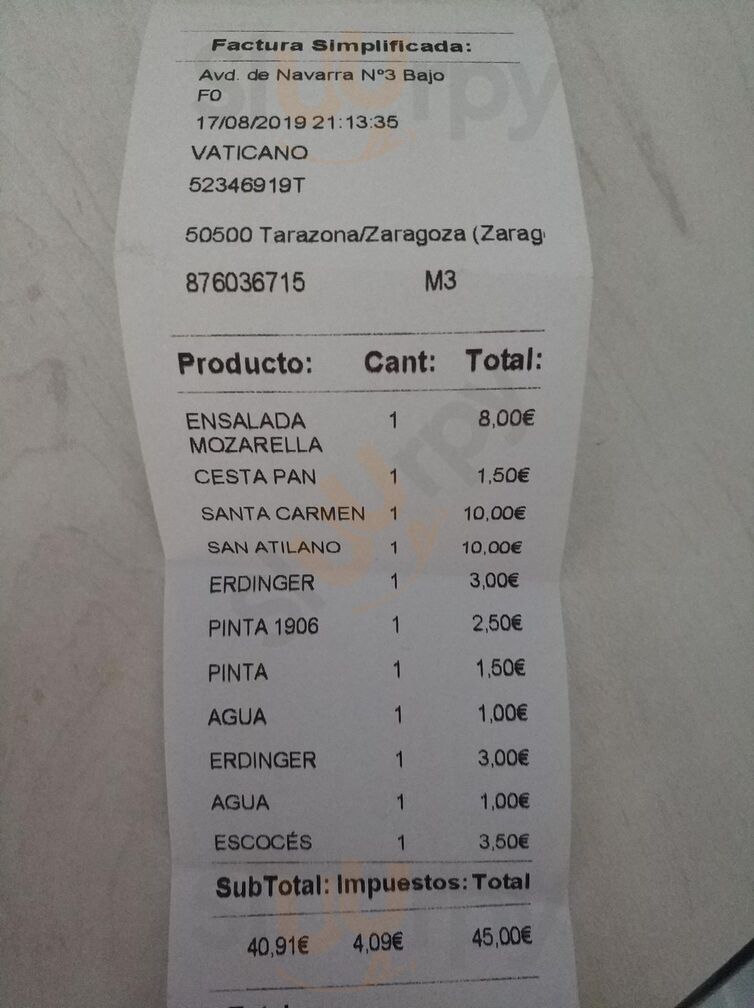 Factura Simplificada:
Avd. de Navarra Nº3 Bajo
F0
17/08/2019 21:13:35
VATICANO
52346919T
50500 Tarazona/Zaragoza (Zarag
876036715 M3
Producto: Cant: Total:
ENSALADA 1 8,00€
MOZARELLA
CESTA PAN 1 1,50€
SANTA CARMEN 1 10,00€
SAN ATILANO 1 10,00€
ERDINGER 1 3,00€
PINTA 1906 1 2,50€
PINTA 1 1,50€
AGUA 1 1,00€
ERDINGER 1 3,00€
AGUA 1 1,00€
ESCOCÉS 1 3,50€
SubTotal: Impuestos: Total
40,91€ 4,09€ 45,00€